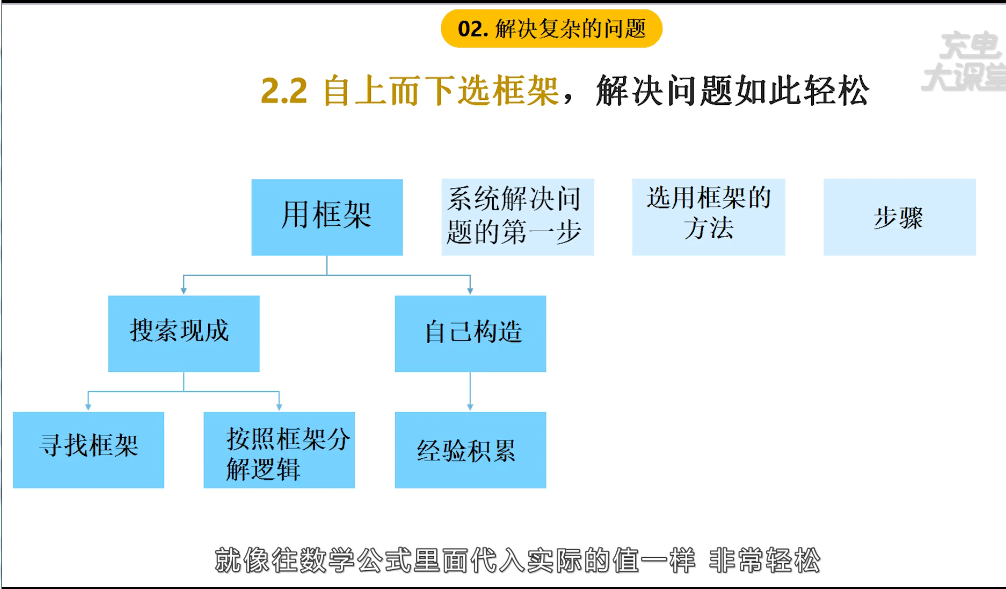 02. 解决复杂的问题
充电
大课堂
2.2 自上而下选框架，解决问题如此轻松
用框架
系统解决问
题的第一步
选用框架的
方法
步骤
搜索现成
自己构造
寻找框架
按照框架分
解逻辑
经验积累
就像往数学公式里面代入实际的值一样 非常轻松